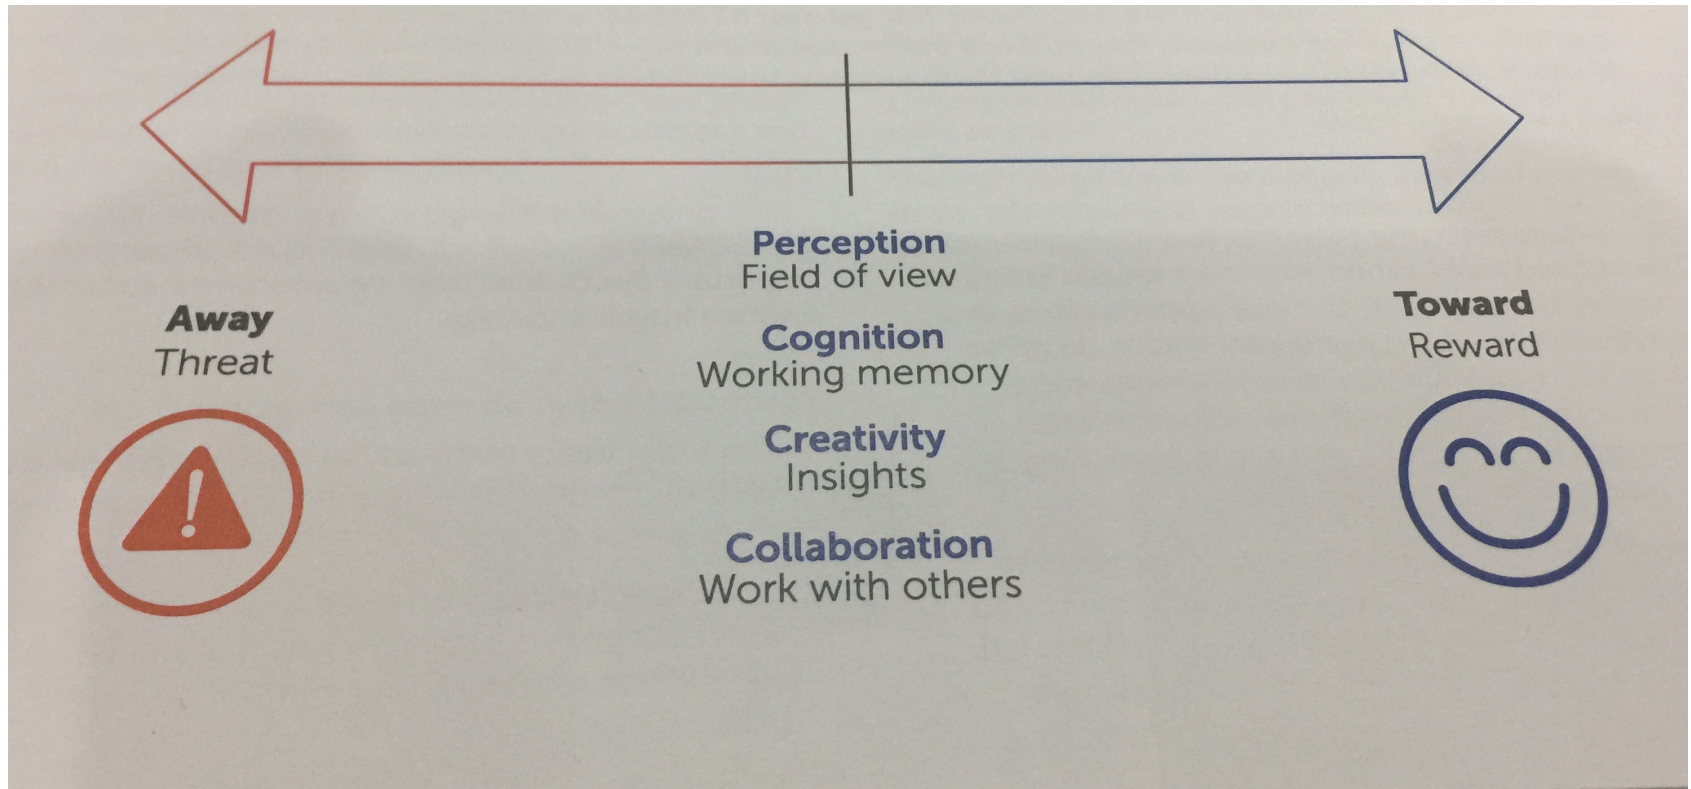 Perception
Field of view
Away
Threat
Cognition
Working memory
Creativity
Insights
Collaboration
Work with others
Toward
Reward
!